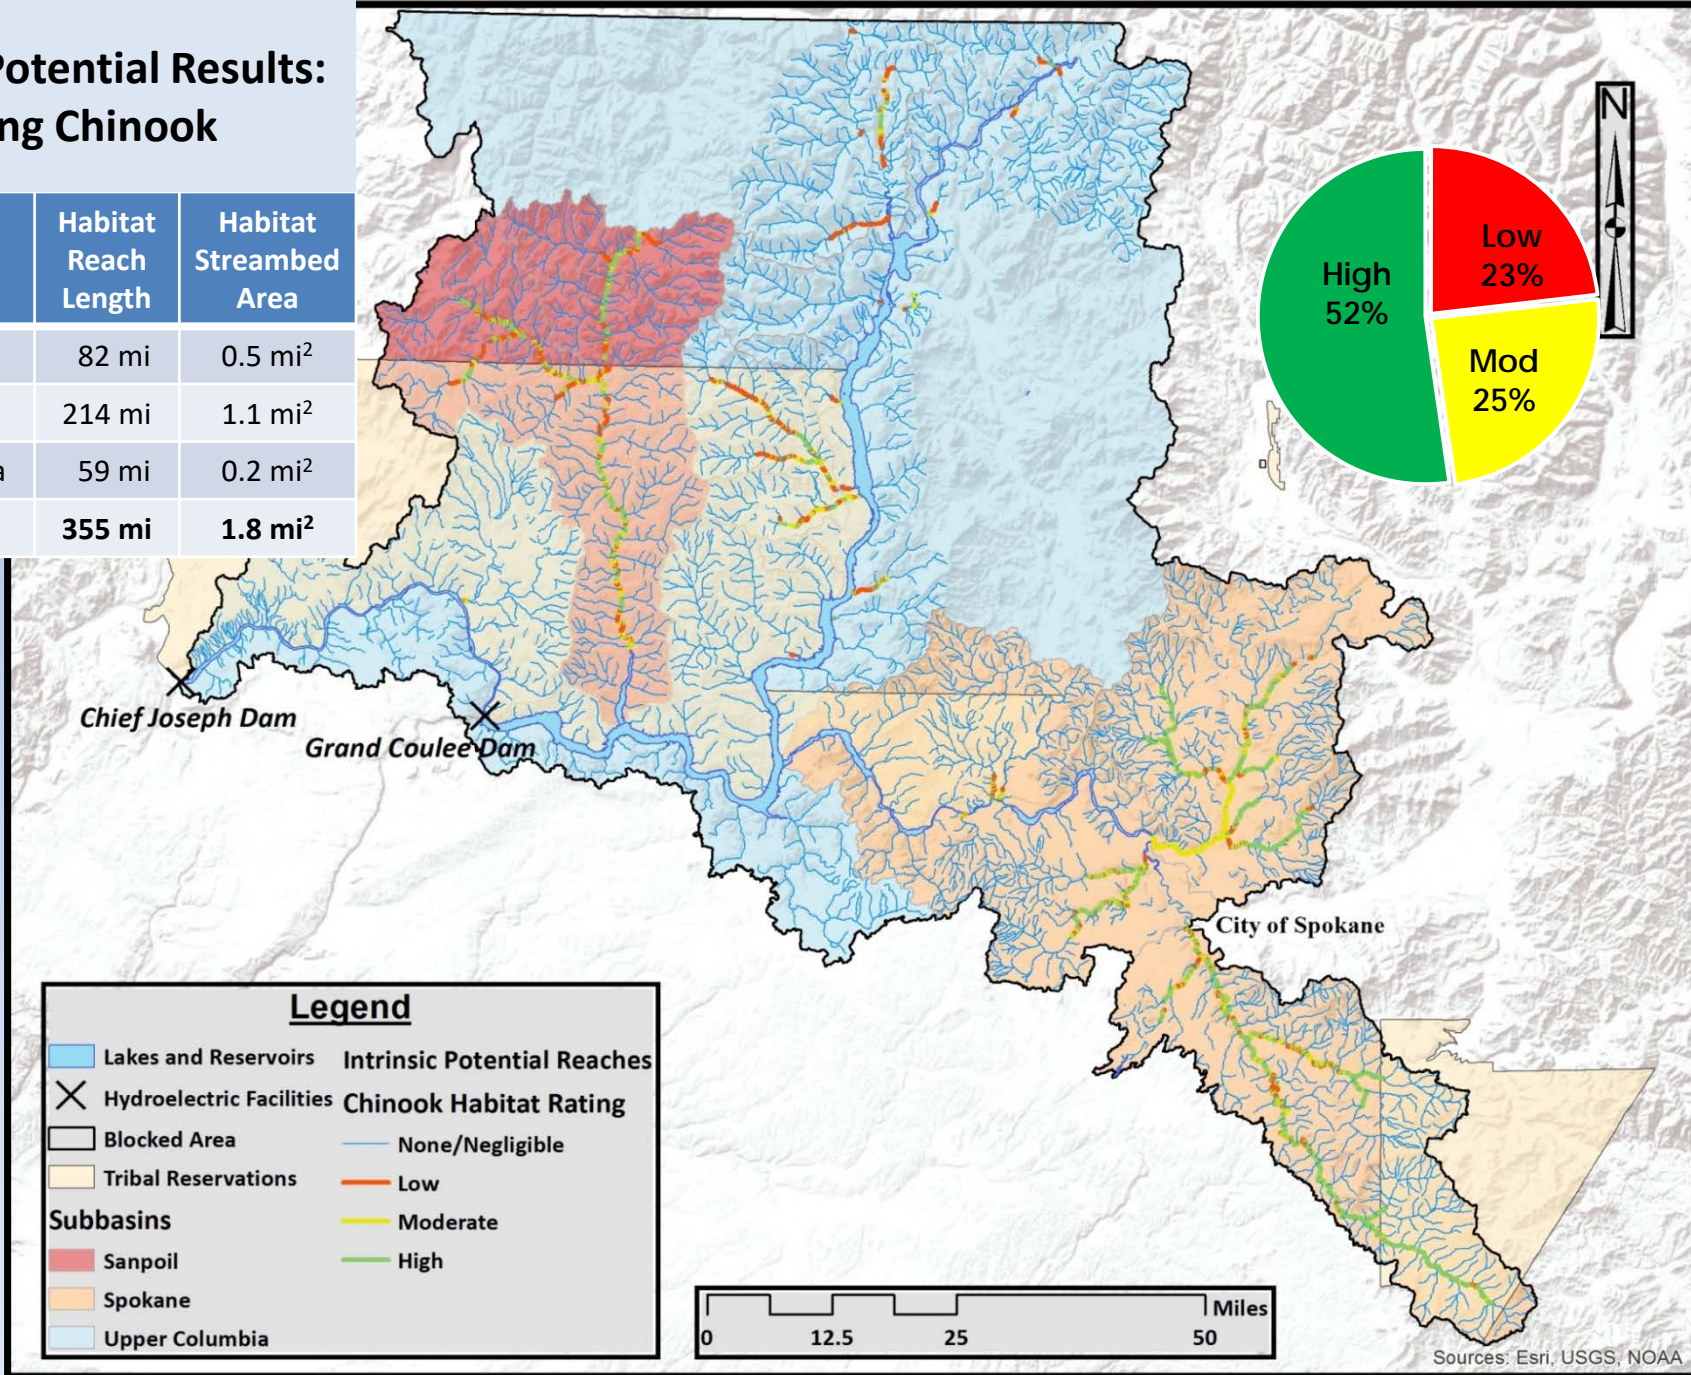 Potential Results:
ng Chinook
Habitat
Reach
Length
Habitat
Streambed
Area
82 mi
0.5 mi²
214 mi
1.1 mi²
a
59 mi
0.2 mi²
355 mi
1.8 mi²
N
High
52%
Low
23%
Mod
25%
Chief Joseph Dam
Grand Coulee Dam
City of Spokane
Legend
Lakes and Reservoirs
Hydroelectric Facilities
Blocked Area
Tribal Reservations
Subbasins
Sanpoil
Spokane
Upper Columbia
Intrinsic Potential Reaches
Chinook Habitat Rating
None/Negligible
Low
Moderate
High
Miles
0 12.5 25 50
Sources: Esri, USGS, NOAA